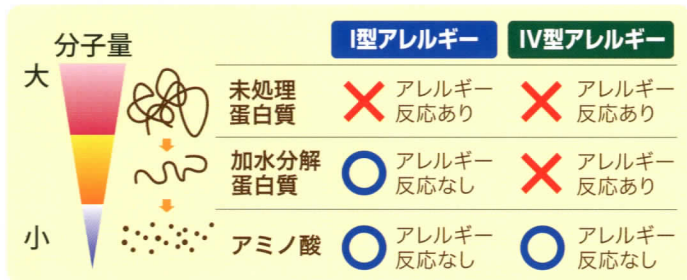 分子量
I型アレルギー
IV型アレルギー
大
未処理
蛋白質
アレルギー
反応あり
アレルギー
反応あり
加水分解
蛋白質
アレルギー
反応なし
アレルギー
反応あり
小
アミノ酸
アレルギー
反応なし
アレルギー
反応なし